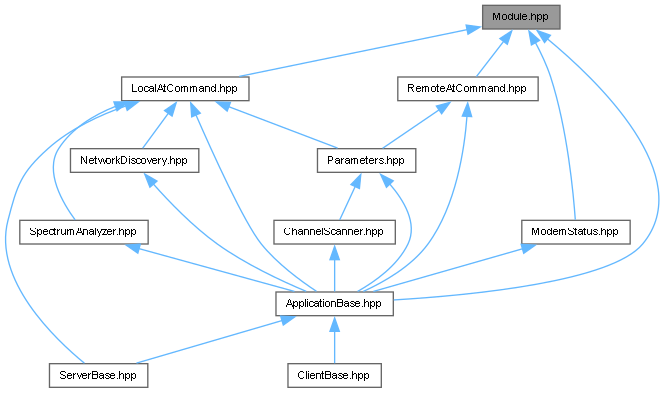 Module.hpp
LocalAtCommand.hpp
RemoteAtCommand.hpp
NetworkDiscovery.hpp
Parameters.hpp
SpectrumAnalyzer.hpp
ChannelScanner.hpp
ModemStatus.hpp
ApplicationBase.hpp
ServerBase.hpp
ClientBase.hpp